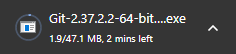 Git-2.37.2.2-64-bit....exe
1.9/47.1 MB, 2 mins left